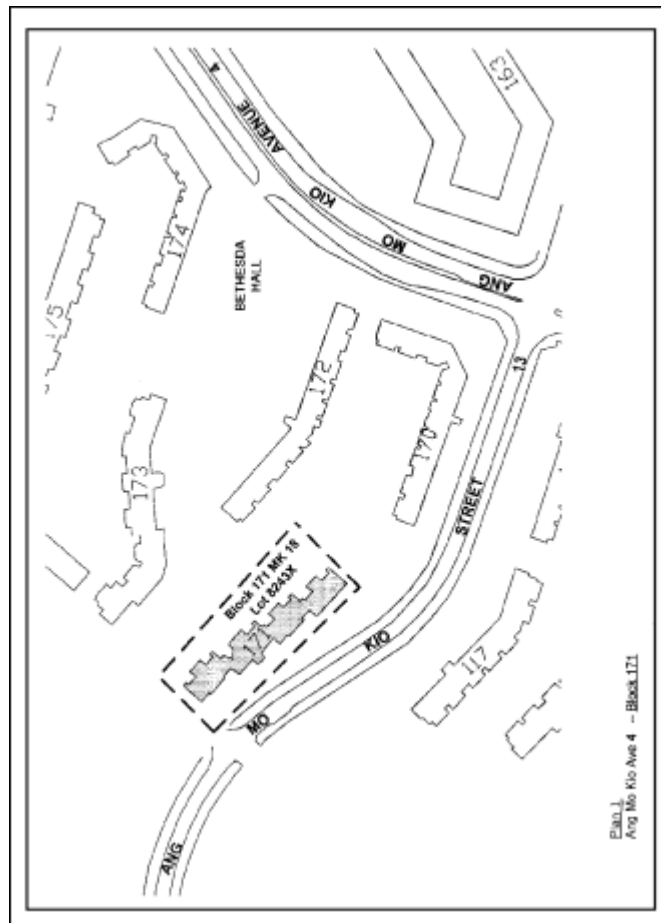 163
ANG MO KIO AVENUE 4
174
BETHESDA
HALL
175
172
173
170
ANG MO KIO STREET 13
Block 171 MK 18
Lot 8243X
171
117
Plan 1
Ang Mo Kio Ave 4 - Block 171